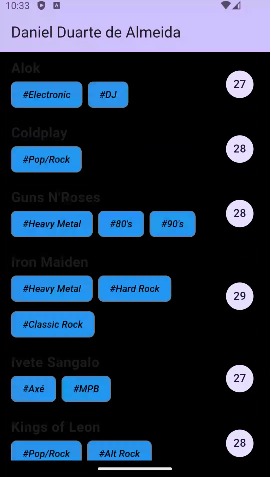 10:33
Daniel Duarte de Almeida
Alok
#Electronic #DJ
27
Coldplay
#Pop/Rock
28
Guns N'Roses
#Heavy Metal #80's #90's
28
Iron Maiden
#Heavy Metal #Hard Rock
#Classic Rock
29
Ivete Sangalo
#Axé #MPB
27
Kings of Leon
#Pop/Rock #Alt Rock
28